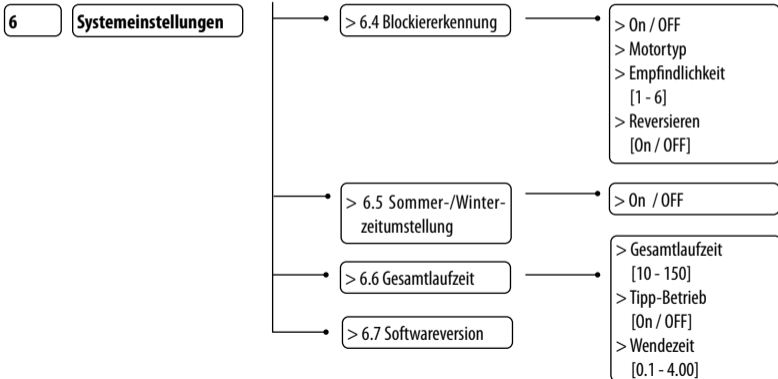 6 Systemeinstellungen
> 6.4 Blockiererkennung
> On / OFF
> Motortyp
> Empfindlichkeit
[1 - 6]
> Reversieren
[On / OFF]
> 6.5 Sommer-/Winter-
zeitumstellung
> On / OFF
> 6.6 Gesamtlaufzeit
> Gesamtlaufzeit
[10 - 150]
> Tipp-Betrieb
[On / OFF]
> Wendezeit
[0.1 - 4.00]
> 6.7 Softwareversion